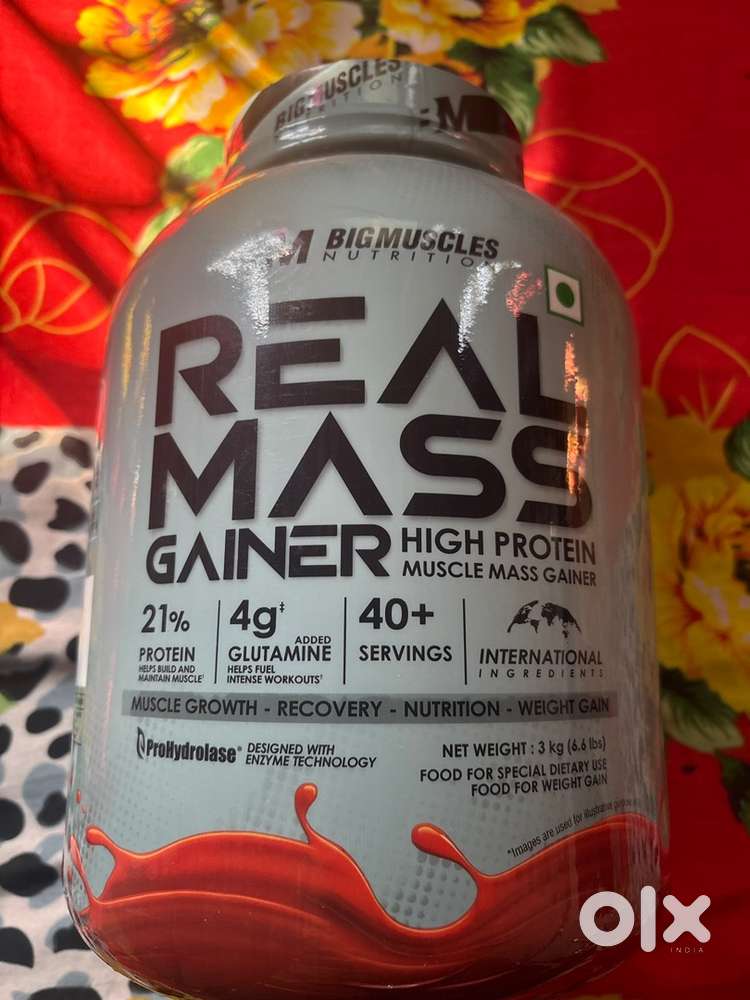 BIGMUSCLES
NUTRITION
:M
M BIGMUSCLES
NUTRITION
REAL
MASS
GAINER HIGH PROTEIN
MUSCLE MASS GAINER
21%
PROTEIN
HELPS BUILD AND
MAINTAIN MUSCLE†
4g‡
ADDED
GLUTAMINE
HELPS FUEL
INTENSE WORKOUTS†
40+
SERVINGS
INTERNATIONAL
INGREDIENTS
MUSCLE GROWTH - RECOVERY - NUTRITION - WEIGHT GAIN
ProHydrolase® DESIGNED WITH
ENZYME TECHNOLOGY
NET WEIGHT : 3 kg (6.6 lbs)
FOOD FOR SPECIAL DIETARY USE
FOOD FOR WEIGHT GAIN
*Images are used for illustrative purpose
olx
INDIA